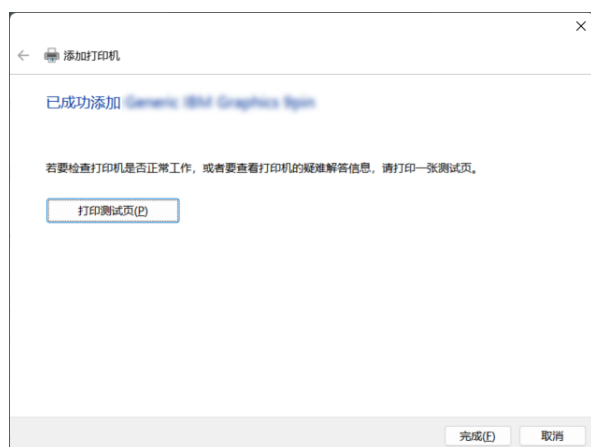 添加打印机
已成功添加 Generic IBM Graphics 9pin
若要检查打印机是否正常工作，或者要查看打印机的疑难解答信息，请打印一张测试页。
打印测试页(P)
完成(F)
取消